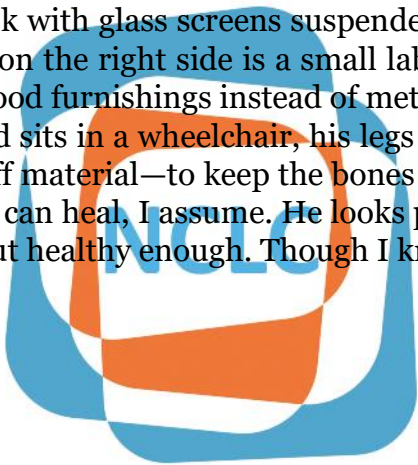 k with glass screens suspende
on the right side is a small lab
ood furnishings instead of met
d sits in a wheelchair, his legs
ff material—to keep the bones
can heal, I assume. He looks p
ut healthy enough. Though I kn
NCLC